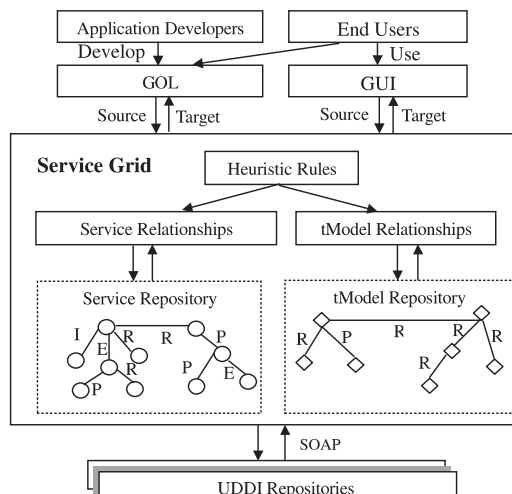 Application Developers
End Users
Develop
Use
GOL
GUI
Source
Target
Source
Target
Service Grid
Heuristic Rules
Service Relationships
tModel Relationships
Service Repository
tModel Repository
I
E
R
R
P
P
R
P
E
R
P
R
R
R
R
SOAP
UDDI Repositories